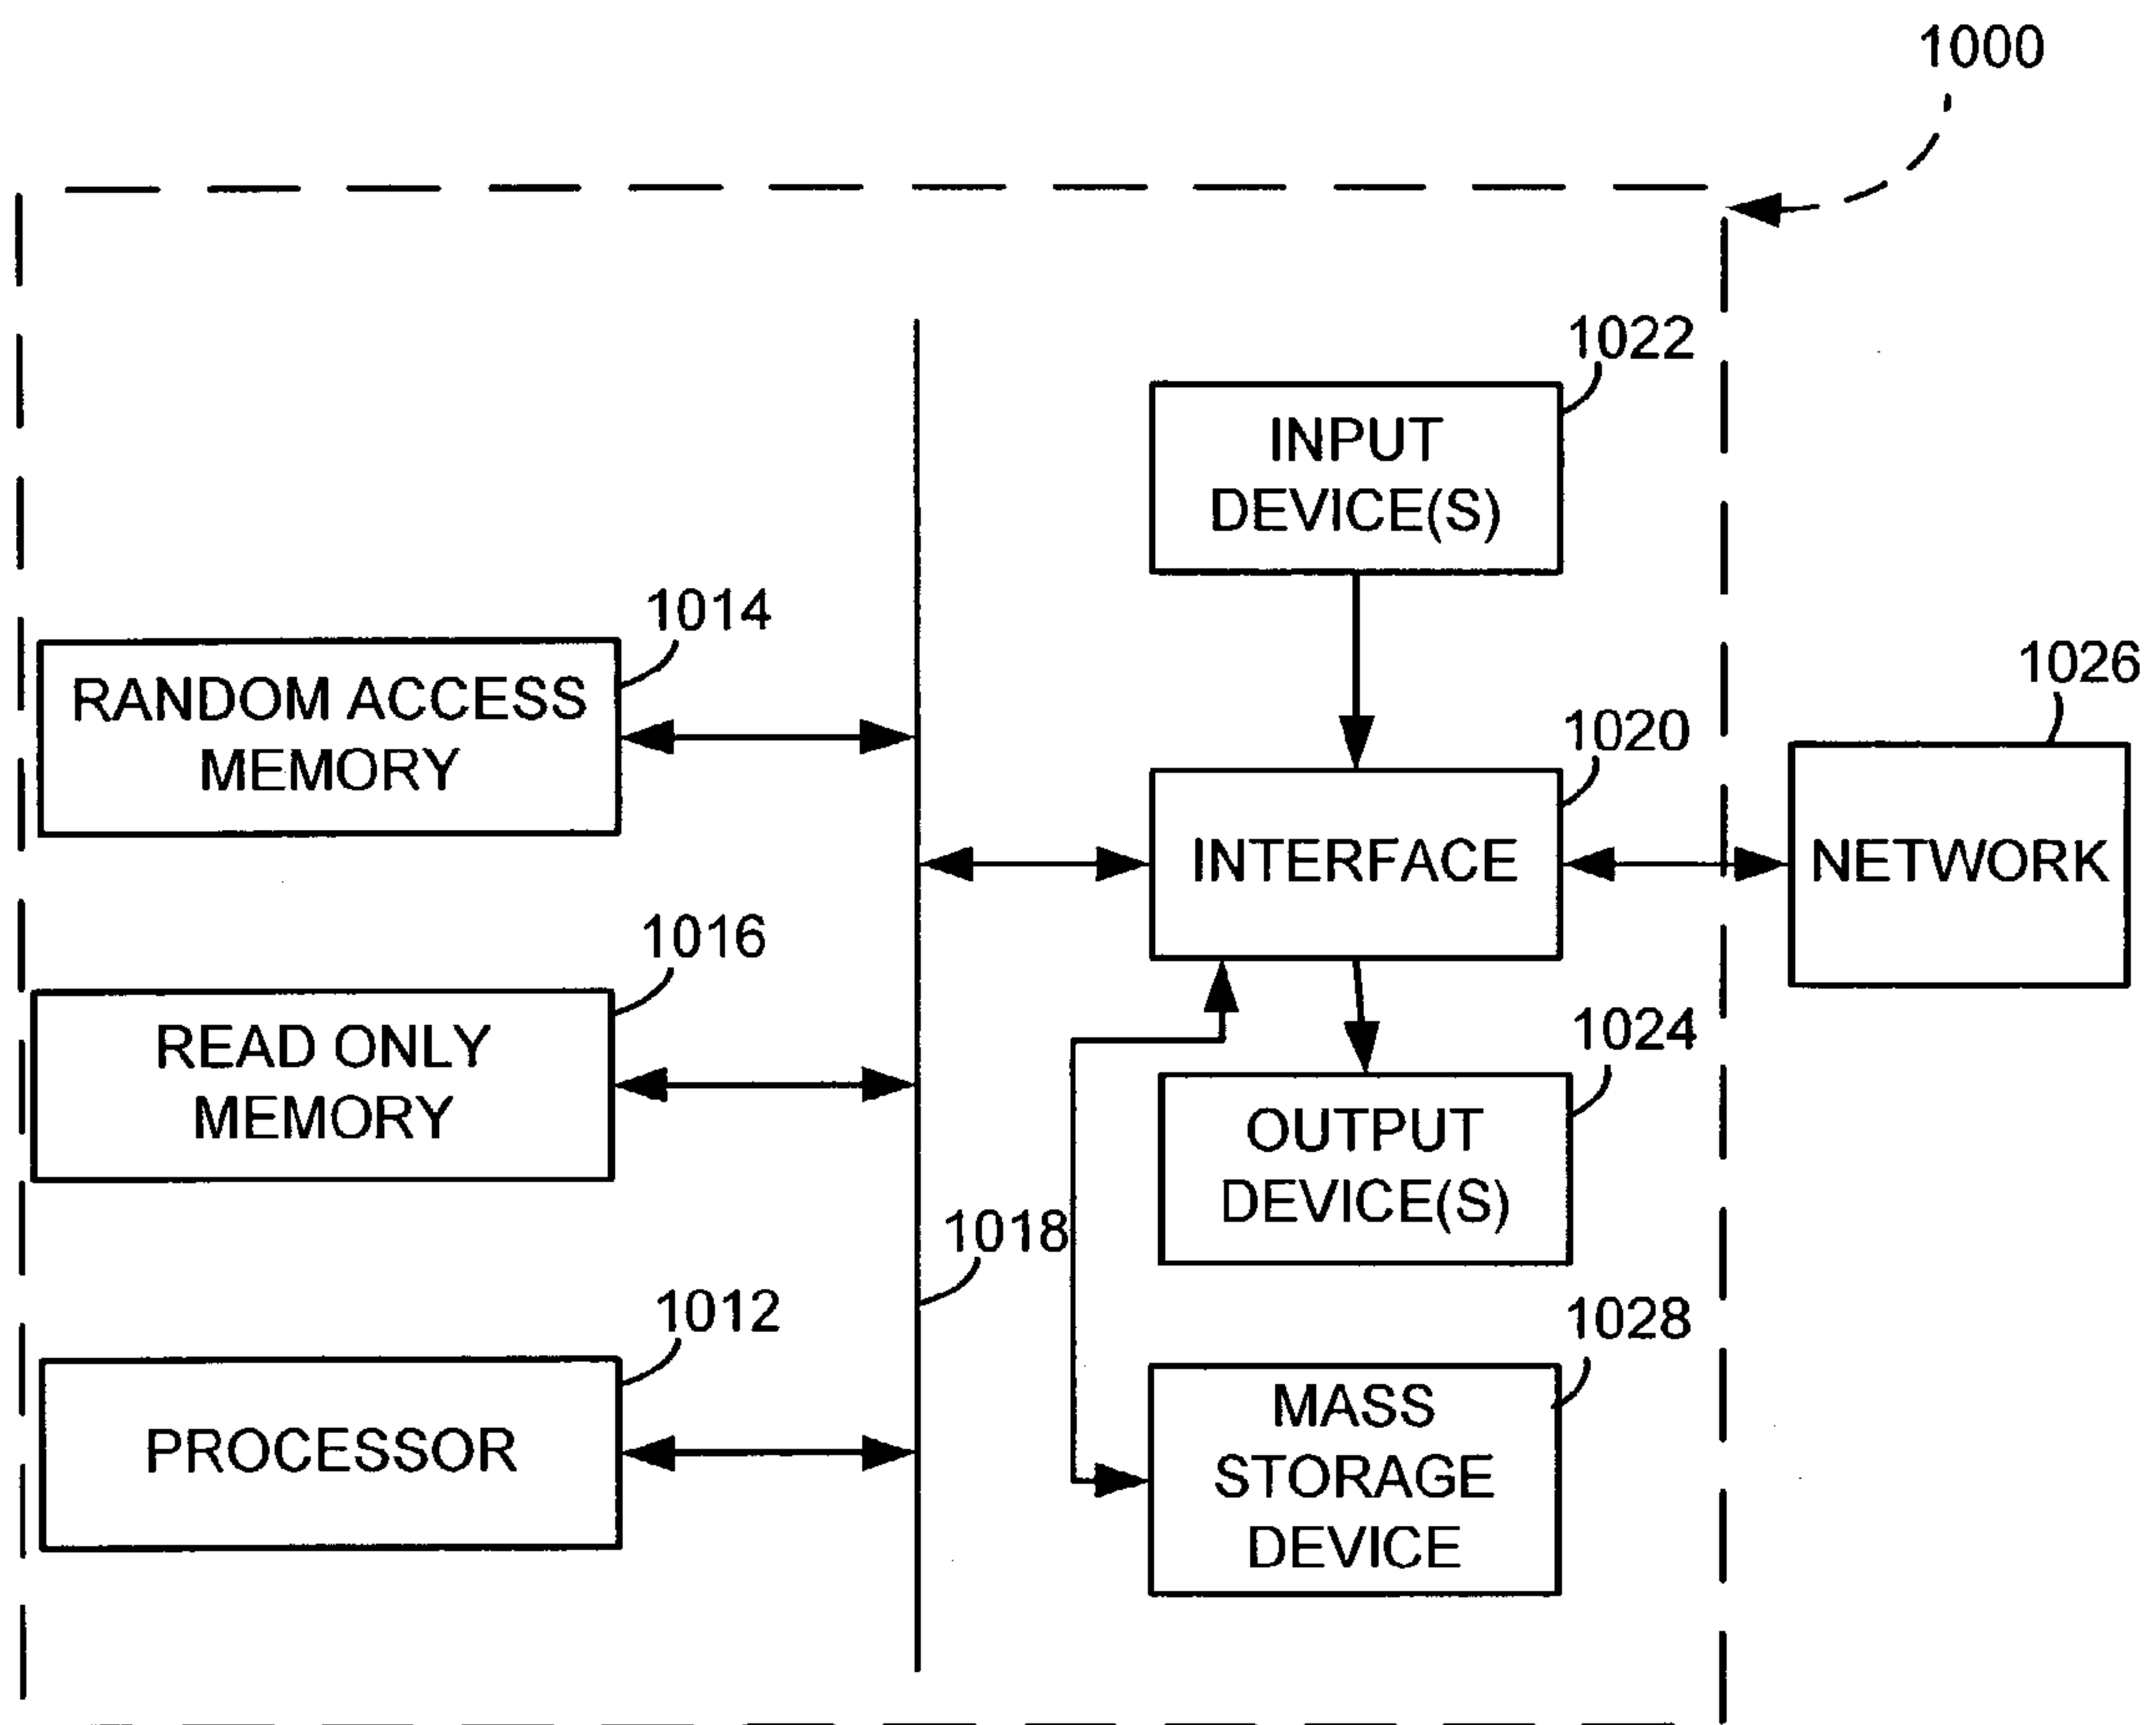 1000
1022
INPUT
DEVICE(S)
1014
RANDOM ACCESS
MEMORY
1026
1020
INTERFACE
NETWORK
1016
READ ONLY
MEMORY
1024
OUTPUT
DEVICE(S)
1018
1012
PROCESSOR
1028
MASS
STORAGE
DEVICE